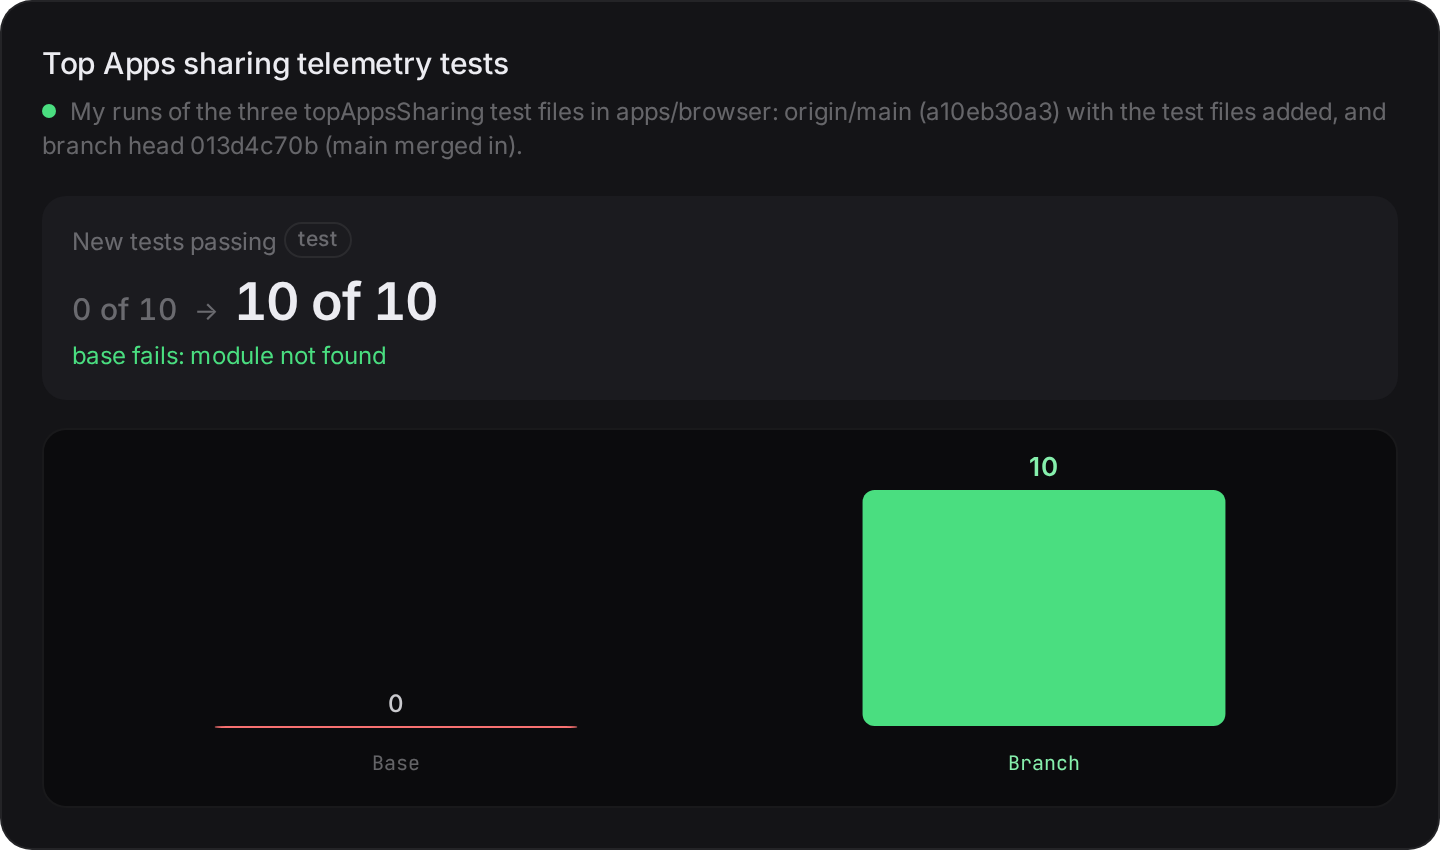 Top Apps sharing telemetry tests
My runs of the three topAppsSharing test files in apps/browser: origin/main (a10eb30a3) with the test files added, and
branch head 013d4c70b (main merged in).
New tests passing test
0 of 10 → 10 of 10
base fails: module not found
10
0
Base
Branch